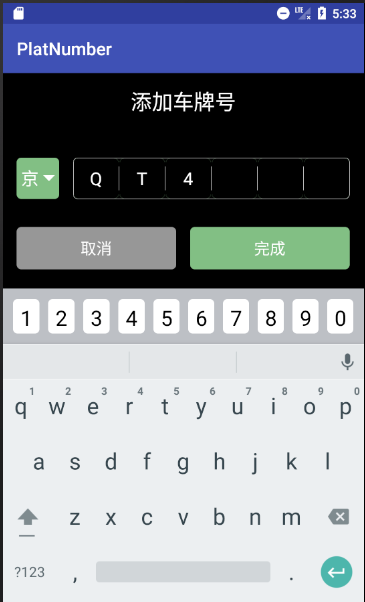 LTE 5:33
PlatNumber
添加车牌号
京 Q T 4
取消 完成
1 2 3 4 5 6 7 8 9 0
1 2 3 4 5 6 7 8 9 0
q w e r t y u i o p
a s d f g h j k l
z x c v b n m
?123 , .